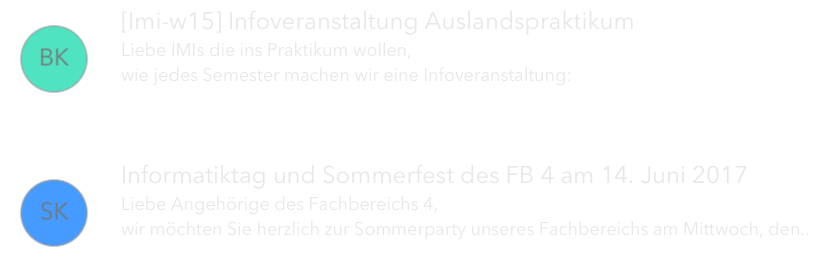 [Imi-w15] Infoveranstaltung Auslandspraktikum
BK
Liebe IMIs die ins Praktikum wollen,
wie jedes Semester machen wir eine Infoveranstaltung:
Informatiktag und Sommerfest des FB 4 am 14. Juni 2017
SK
Liebe Angehörige des Fachbereichs 4,
wir möchten Sie herzlich zur Sommerparty unseres Fachbereichs am Mittwoch, den..